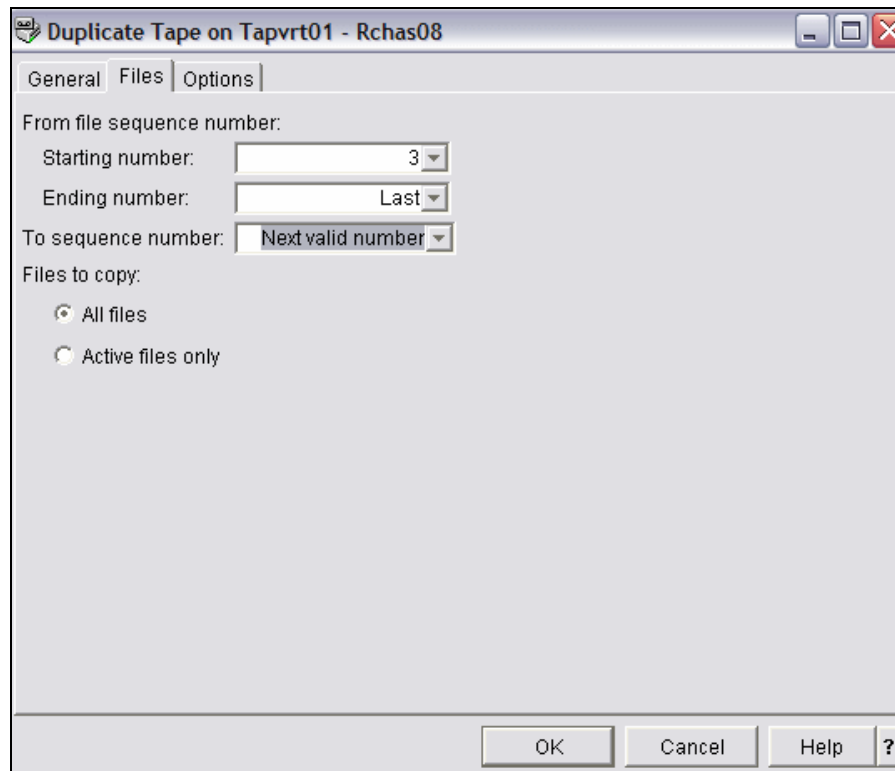 Duplicate Tape on Tapvrt01 - Rchas08
General Files Options
From file sequence number:
Starting number: 3
Ending number: Last
To sequence number: Next valid number
Files to copy:
All files
Active files only
OK Cancel Help ?